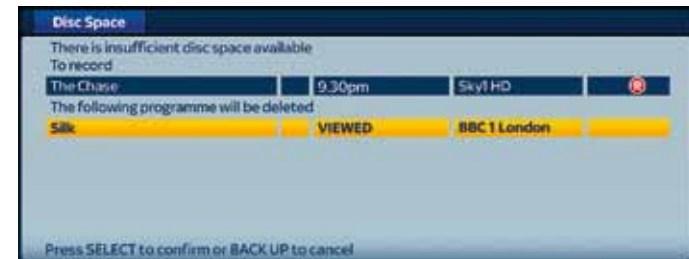 Disc Space
There is insufficient disc space available
To record
The Chase 9.30pm Sky1 HD R
The following programme will be deleted
Silk VIEWED BBC 1 London
Press SELECT to confirm or BACK UP to cancel